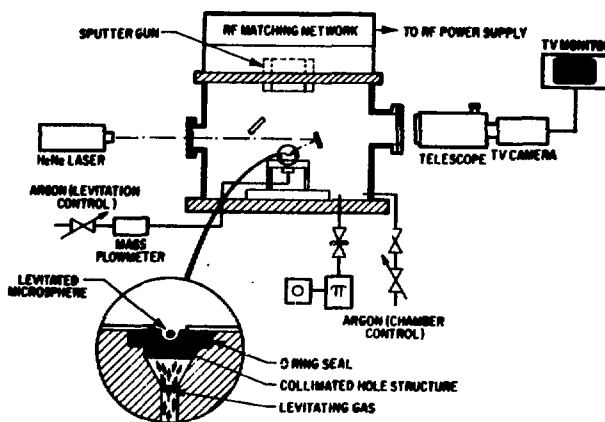 RF MATCHING NETWORK
TO RF POWER SUPPLY
SPUTTER GUN
TV MONITOR
HeNe LASER
TELESCOPE
TV CAMERA
ARGON (LEVITATION
CONTROL)
MASS
FLOWMETER
LEVITATED
MICROSPHERE
ARGON (CHAMBER
CONTROL)
O RING SEAL
COLLIMATED HOLE STRUCTURE
LEVITATING GAS